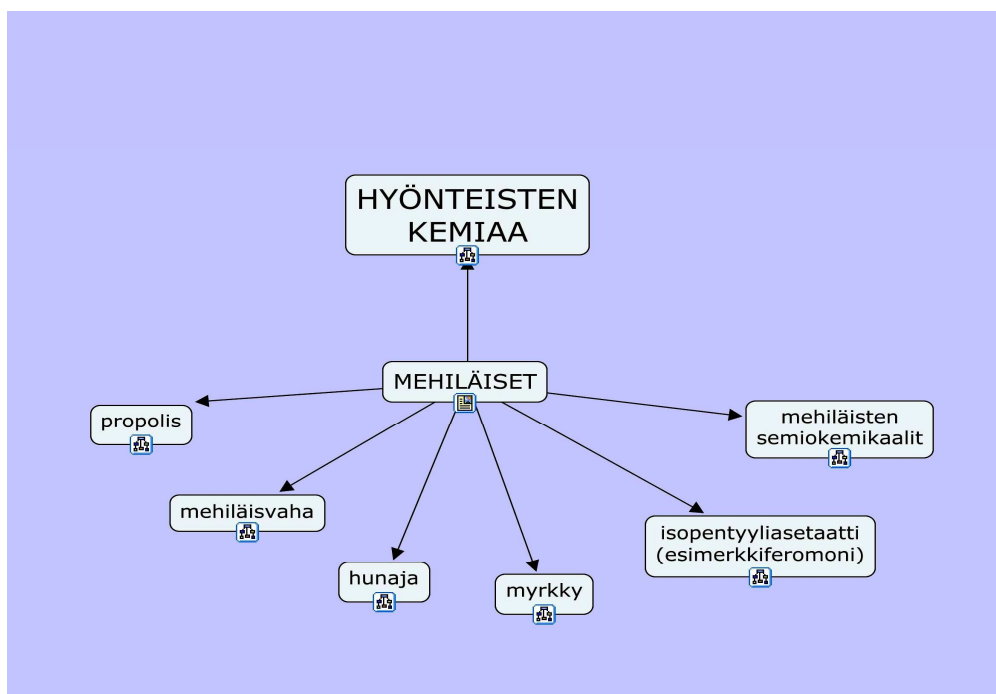 HYÖNTEISTEN
KEMIAA
MEHILÄISET
propolis
mehiläisten
semiokemikaalit
mehiläisvaha
isopentyyliasetaatti
(esimerkkiferomoni)
hunaja
myrkky